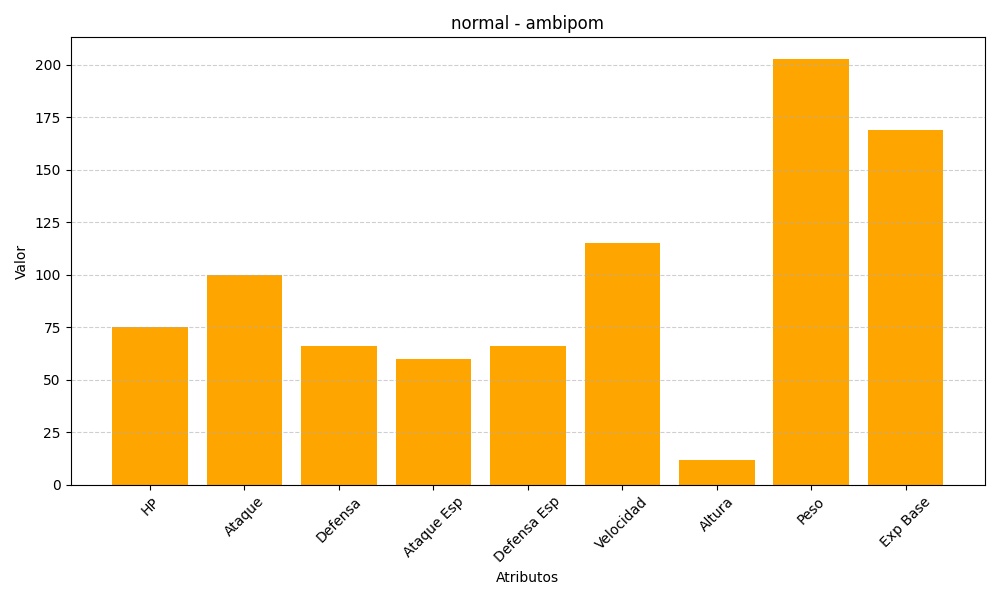 normal - ambipom
Valor
200
175
150
125
100
75
50
25
0
HP
Ataque
Defensa
Ataque Esp
Defensa Esp
Velocidad
Altura
Peso
Exp Base
Atributos